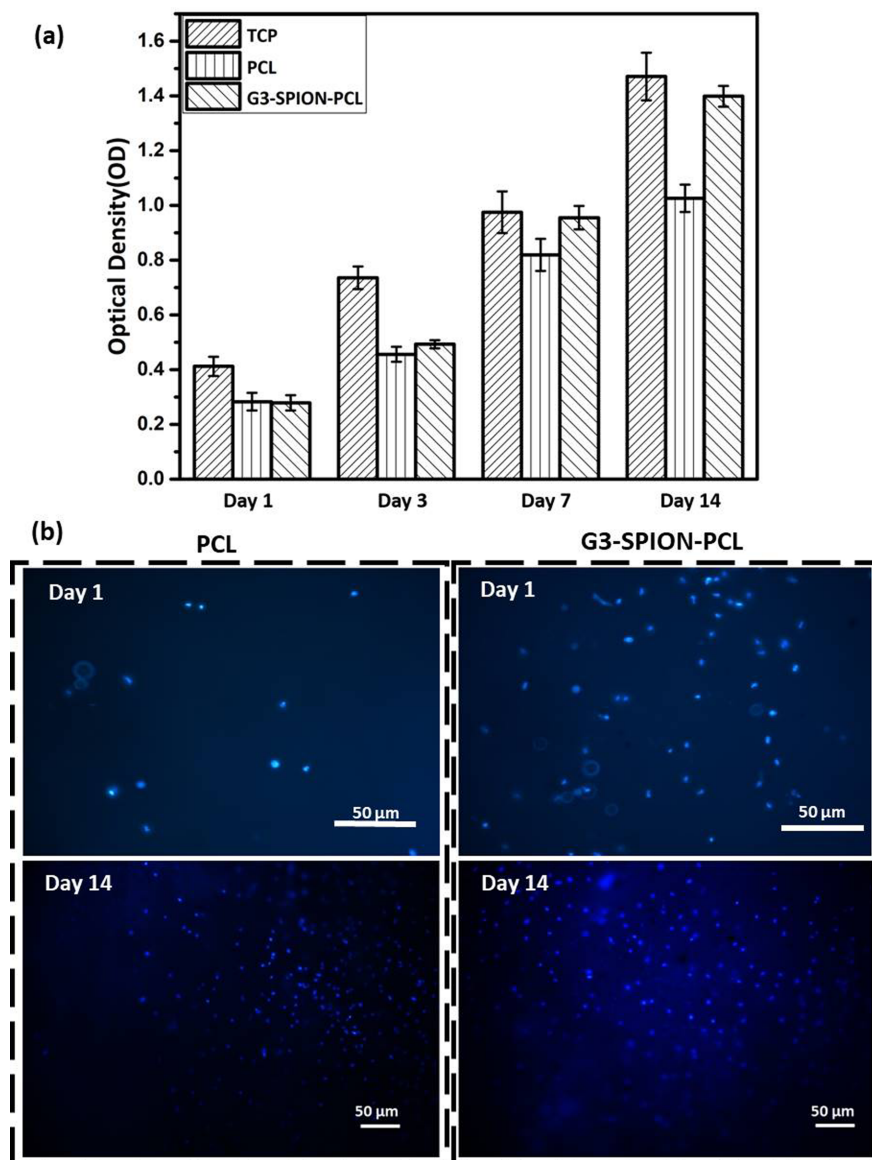 (a)
TCP
PCL
G3-SPION-PCL
Optical Density(OD)
1.6
1.4
1.2
1.0
0.8
0.6
0.4
0.2
0.0
Day 1 Day 3 Day 7 Day 14
(b)
PCL G3-SPION-PCL
Day 1 Day 1
50 µm 50 µm
Day 14 Day 14
50 µm 50 µm